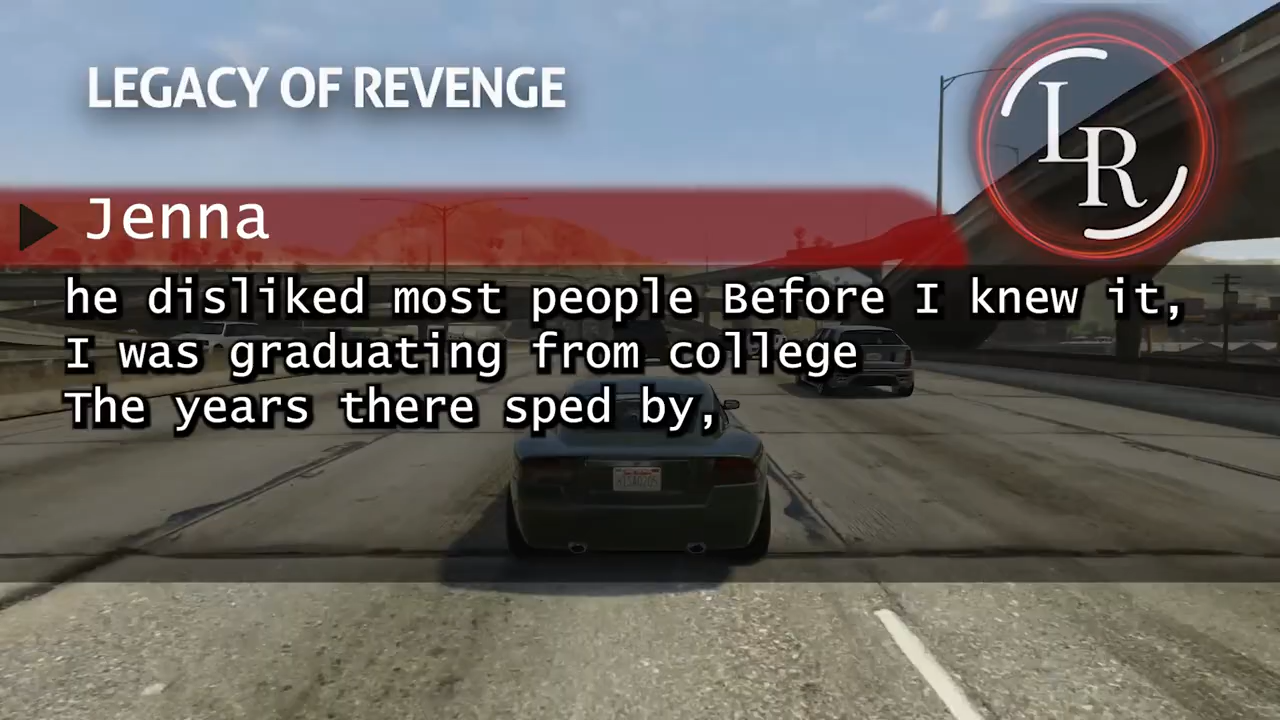 LEGACY OF REVENGE
LR
Jenna
he disliked most people Before I knew it,
I was graduating from college
The years there sped by,